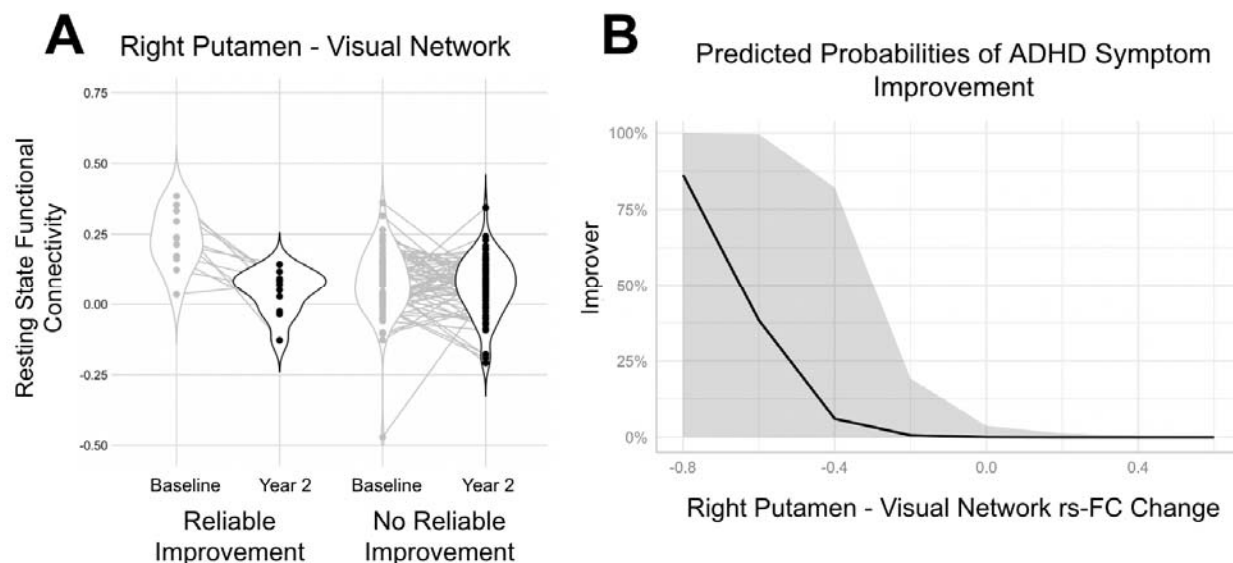 A
Right Putamen - Visual Network
Resting State Functional
Connectivity
0.75
0.50
0.25
0.00
-0.25
-0.50
Baseline
Year 2
Baseline
Year 2
Reliable
Improvement
No Reliable
Improvement
B
Predicted Probabilities of ADHD Symptom
Improvement
Improver
100%
75%
50%
25%
0%
-0.8
-0.4
0.0
0.4
Right Putamen - Visual Network rs-FC Change